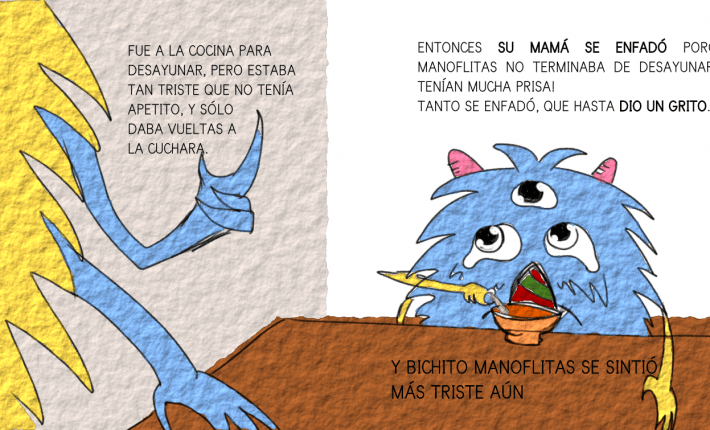 FUE A LA COCINA PARA
DESAYUNAR, PERO ESTABA
TAN TRISTE QUE NO TENÍA
APETITO, Y SÓLO
DABA VUELTAS A
LA CUCHARA.
ENTONCES SU MAMÁ SE ENFADÓ PORQ
MANOFLITAS NO TERMINABA DE DESAYUNAR
TENÍAN MUCHA PRISA!
TANTO SE ENFADÓ, QUE HASTA DIO UN GRITO.
Y BICHITO MANOFLITAS SE SINTIÓ
MÁS TRISTE AÚN